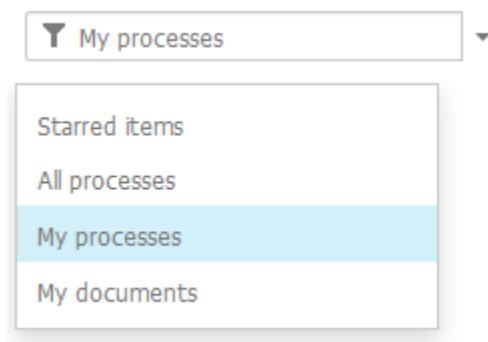 My processes
Starred items
All processes
My processes
My documents